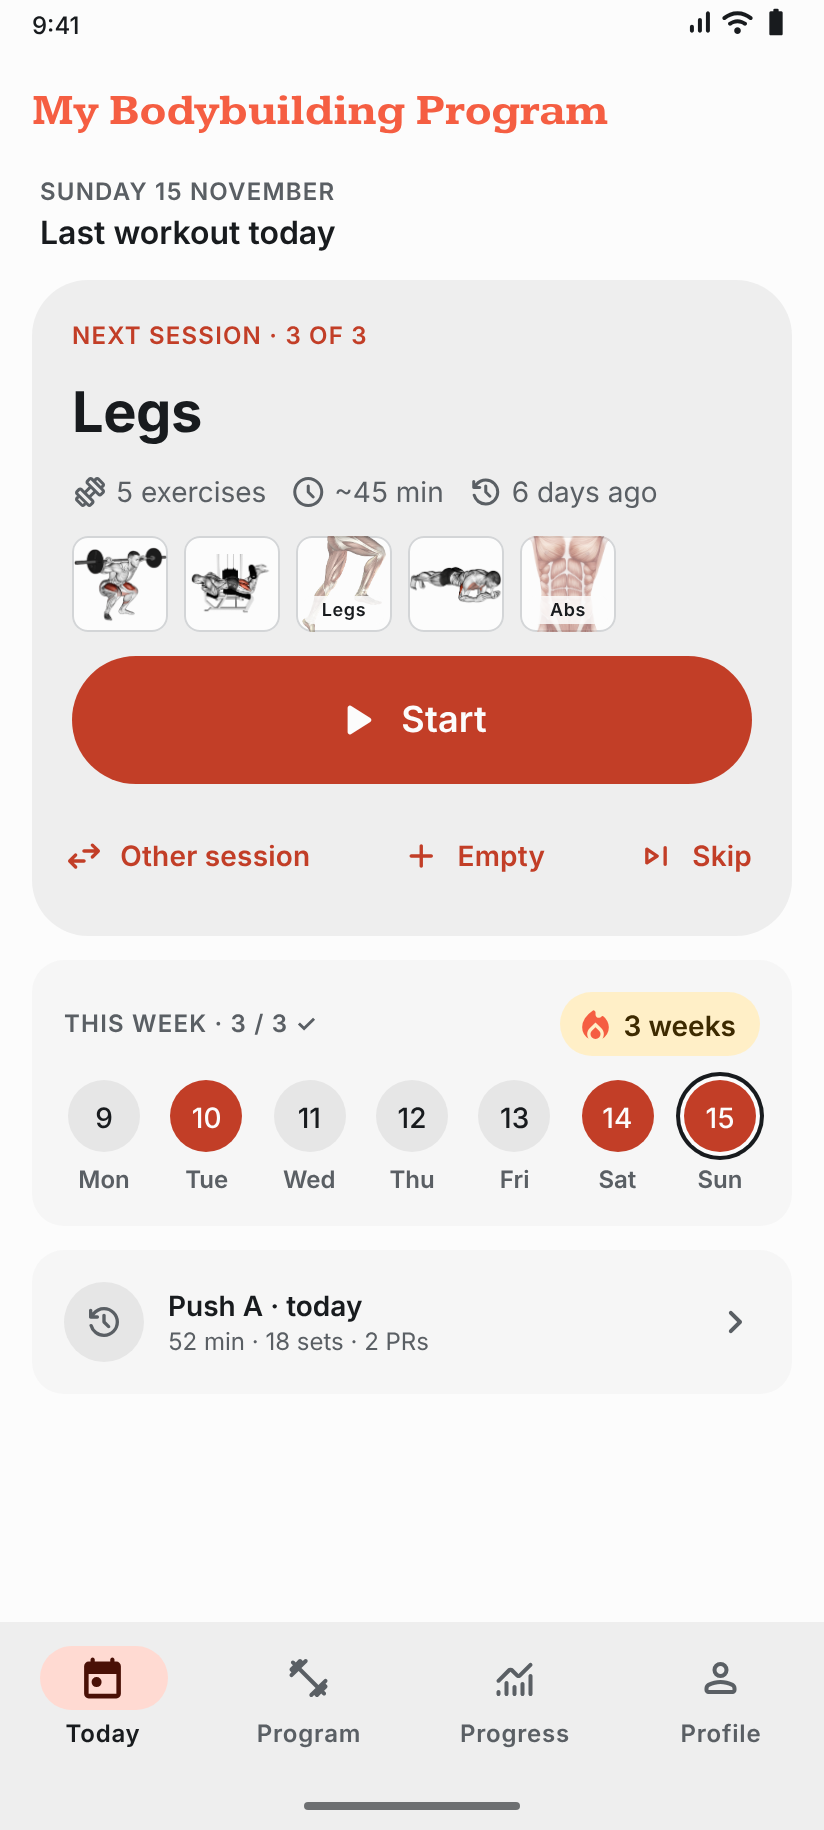 9:41
My Bodybuilding Program
SUNDAY 15 NOVEMBER
Last workout today
NEXT SESSION · 3 OF 3
Legs
5 exercises ~45 min 6 days ago
Legs Abs
Start
Other session Empty Skip
THIS WEEK · 3 / 3 ✓ 3 weeks
9 10 11 12 13 14 15
Mon Tue Wed Thu Fri Sat Sun
Push A · today
52 min · 18 sets · 2 PRs
Today Program Progress Profile